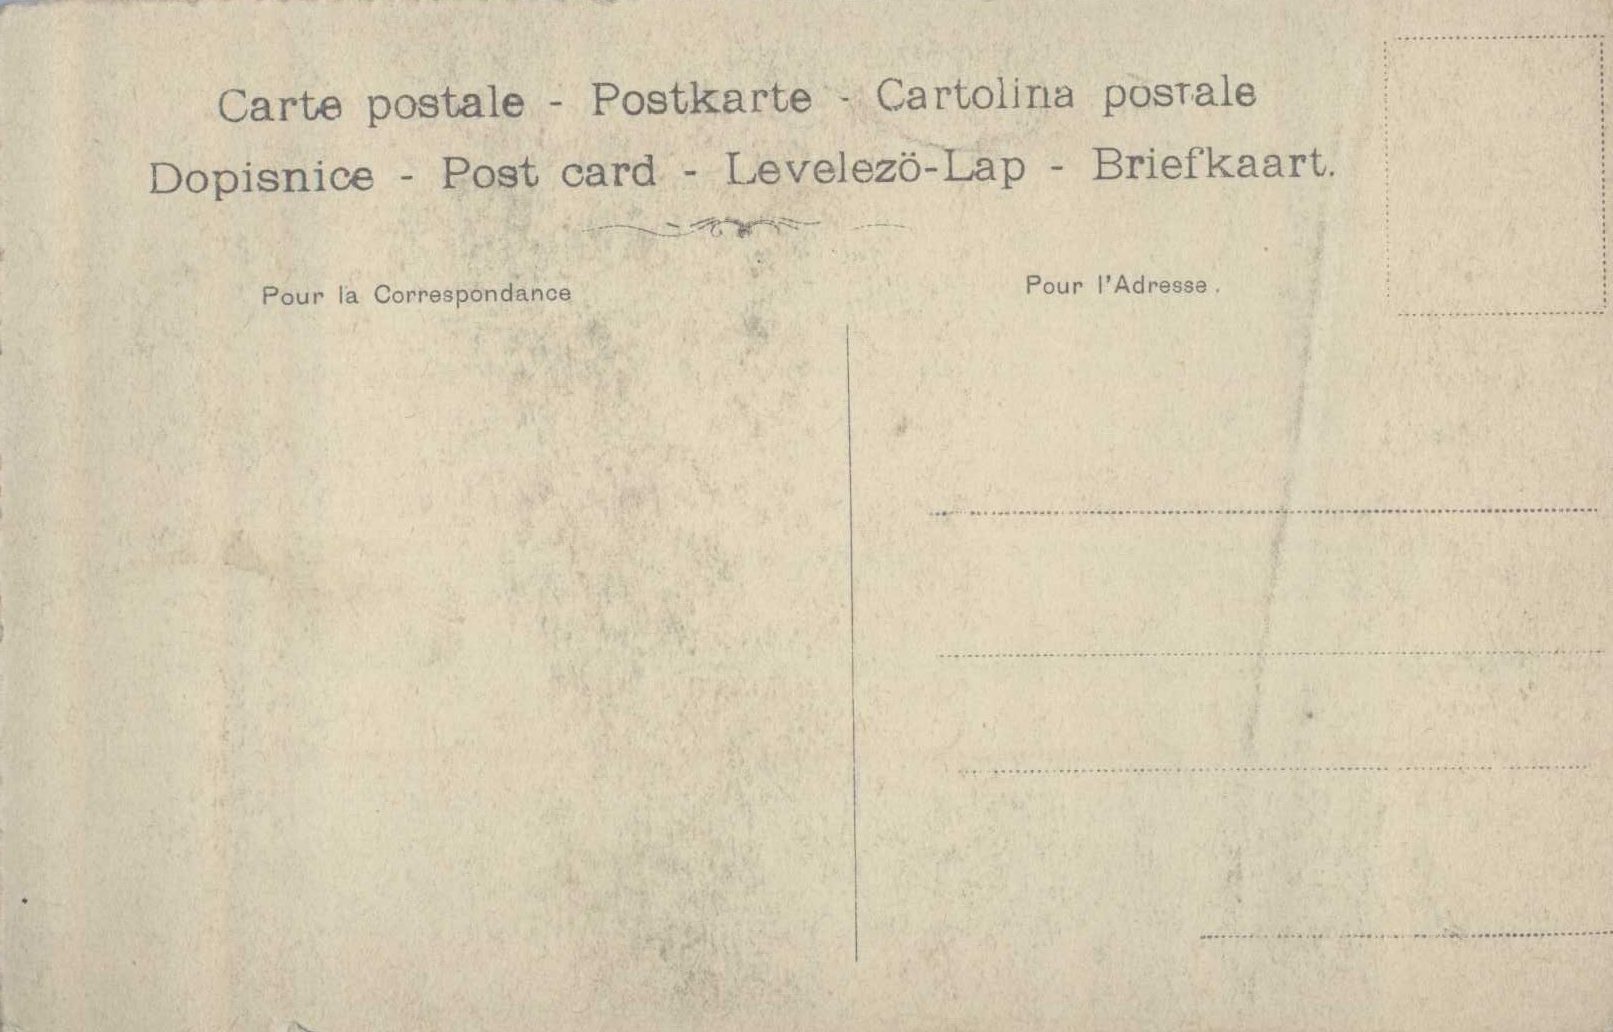 Carte postale - Postkarte - Cartolina postale
Dopisnice - Post card - Levelezö-Lap - Briefkaart.
Pour la Correspondance
Pour l'Adresse.